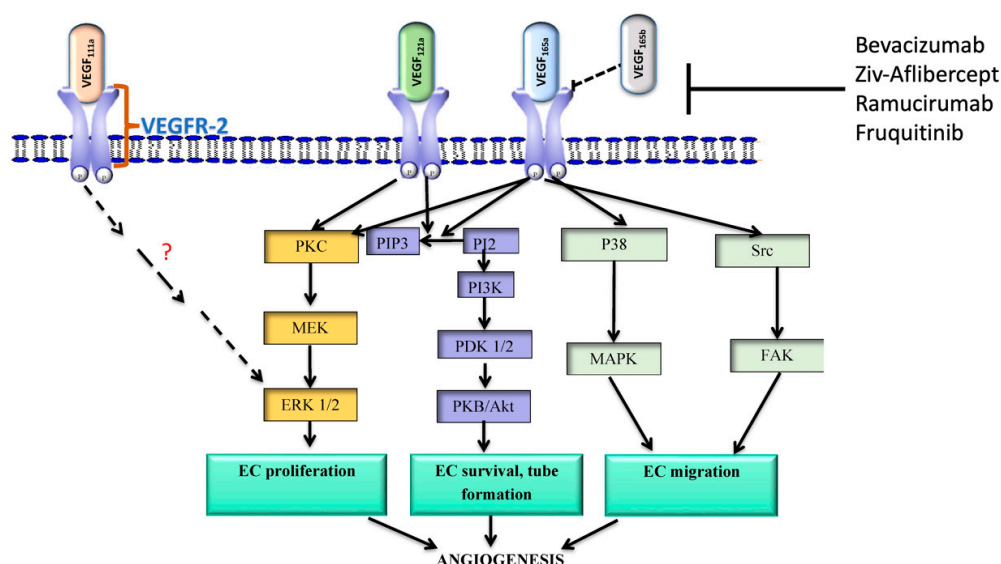 VEGF111a
VEGF121a
VEGF165a
VEGF165b
Bevacizumab
Ziv-Aflibercept
Ramucirumab
Fruquitinib
VEGFR-2
P P
P P
P P
?
PKC
PIP3
PI2
P38
Src
PI3K
MEK
PDK 1/2
MAPK
FAK
ERK 1/2
PKB/Akt
EC proliferation
EC survival, tube
formation
EC migration
ANGIOGENESIS